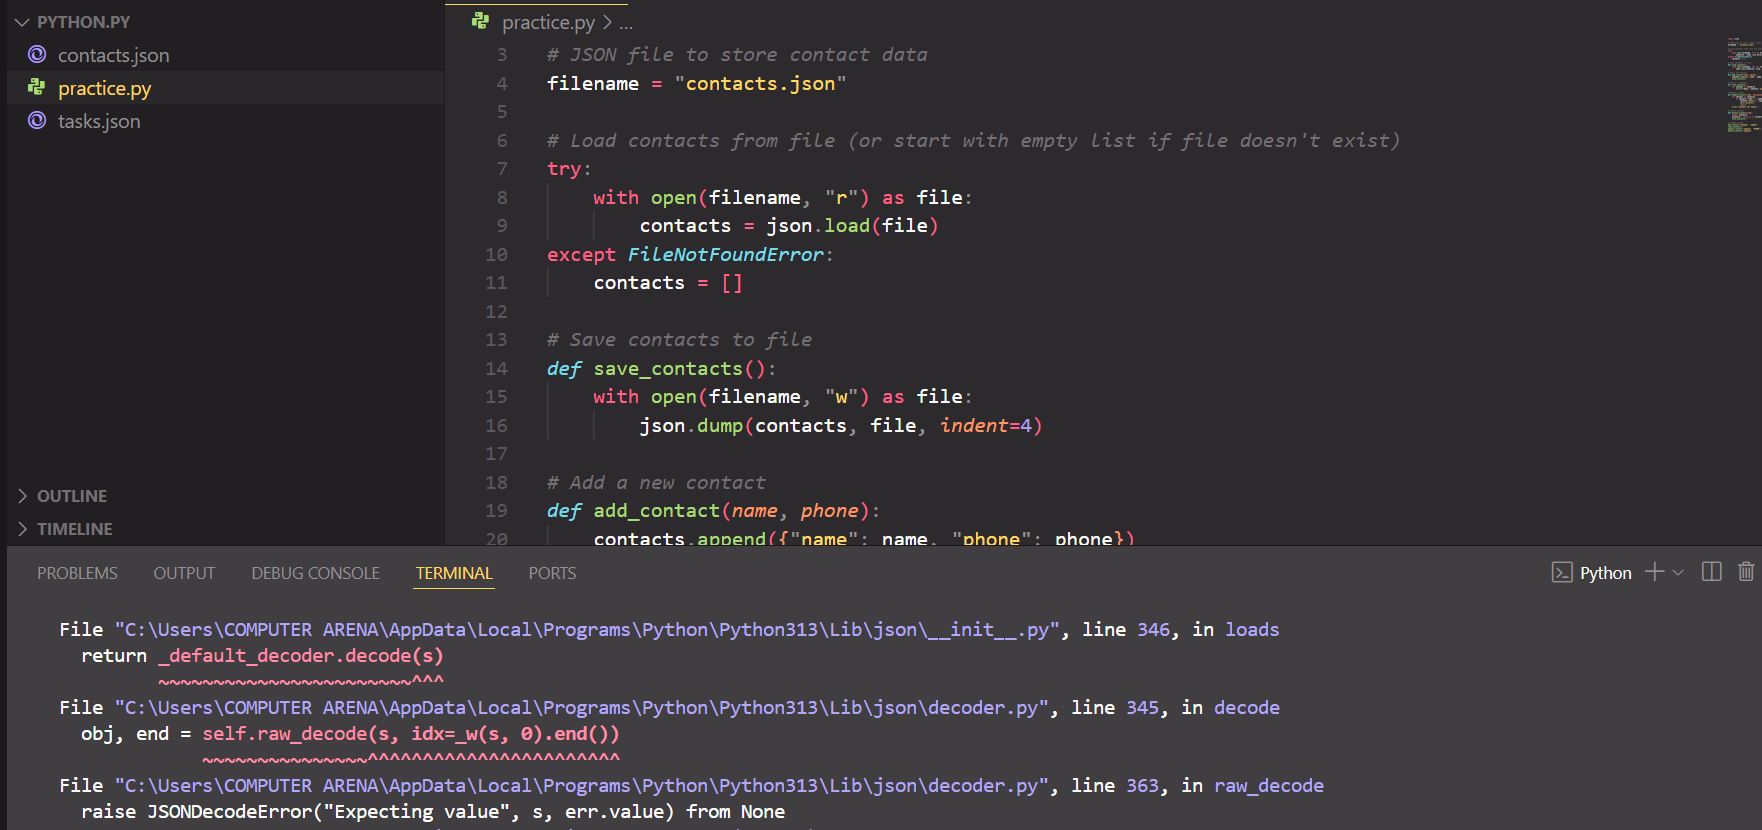 PYTHON.PY
contacts.json
practice.py
tasks.json
OUTLINE
TIMELINE
practice.py > ...
3 # JSON file to store contact data
4 filename = "contacts.json"
5
6 # Load contacts from file (or start with empty list if file doesn't exist)
7 try:
8 with open(filename, "r") as file:
9 contacts = json.load(file)
10 except FileNotFoundError:
11 contacts = []
12
13 # Save contacts to file
14 def save_contacts():
15 with open(filename, "w") as file:
16 json.dump(contacts, file, indent=4)
17
18 # Add a new contact
19 def add_contact(name, phone):
20 contacts.append({"name": name, "phone": phone})
PROBLEMS OUTPUT DEBUG CONSOLE TERMINAL PORTS
Python
File "C:\Users\COMPUTER ARENA\AppData\Local\Programs\Python\Python313\Lib\json\__init__.py", line 346, in loads
return _default_decoder.decode(s)
~~~~~~~~~~~~~~~~~~~~~~~^^^
File "C:\Users\COMPUTER ARENA\AppData\Local\Programs\Python\Python313\Lib\json\decoder.py", line 345, in decode
obj, end = self.raw_decode(s, idx=_w(s, 0).end())
~~~~~~~~~~~~~~~^^^^^^^^^^^^^^^^^^^^^^^
File "C:\Users\COMPUTER ARENA\AppData\Local\Programs\Python\Python313\Lib\json\decoder.py", line 363, in raw_decode
raise JSONDecodeError("Expecting value", s, err.value) from None